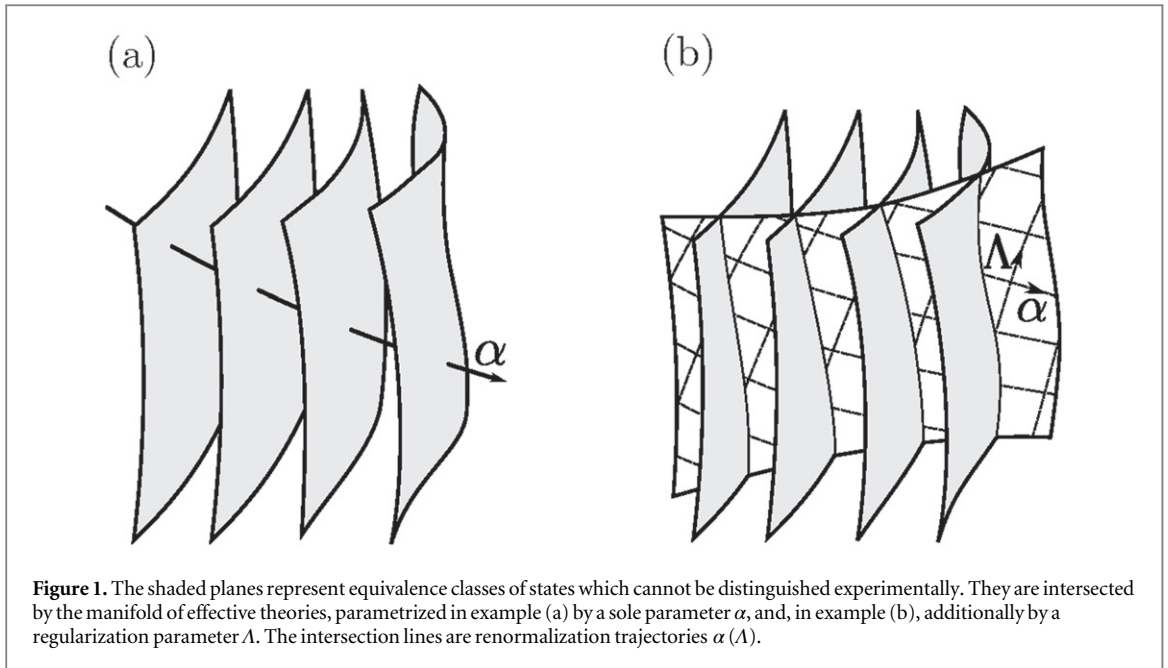 (a)
(b)
α
Λ
α
Figure 1. The shaded planes represent equivalence classes of states which cannot be distinguished experimentally. They are intersected
by the manifold of effective theories, parametrized in example (a) by a sole parameter α, and, in example (b), additionally by a
regularization parameter Λ. The intersection lines are renormalization trajectories α (Λ).